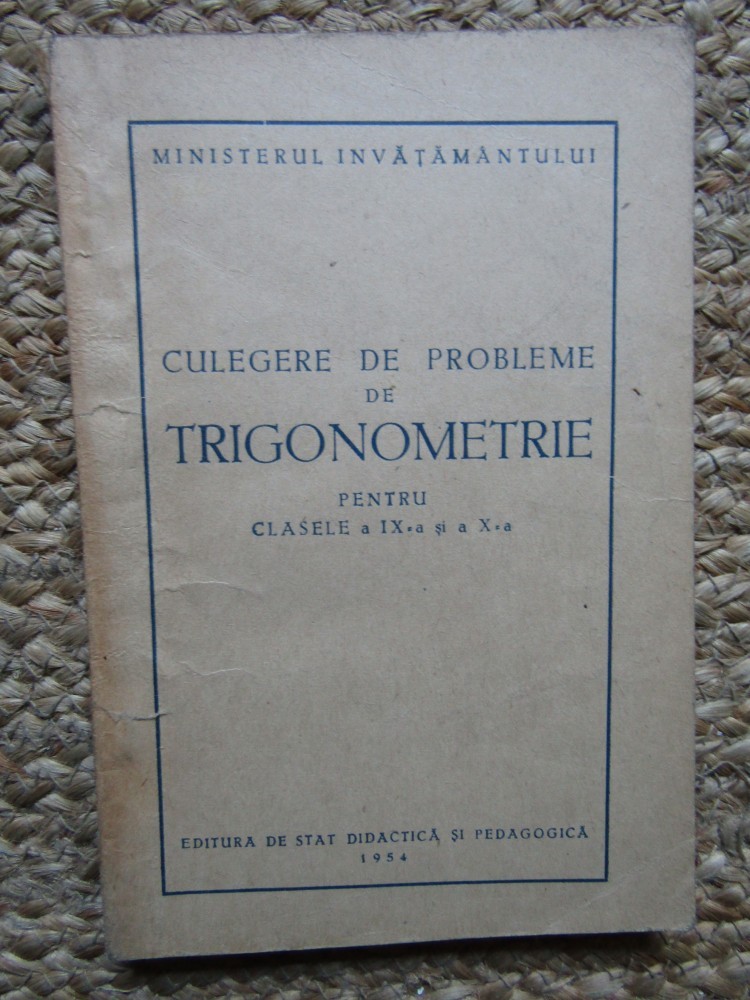 MINISTERUL INVĂȚĂMÂNTULUI
CULEGERE DE PROBLEME
DE
TRIGONOMETRIE
PENTRU
CLASELE a IX-a și a X-a
EDITURA DE STAT DIDACTICĂ ȘI PEDAGOGICĂ
1954